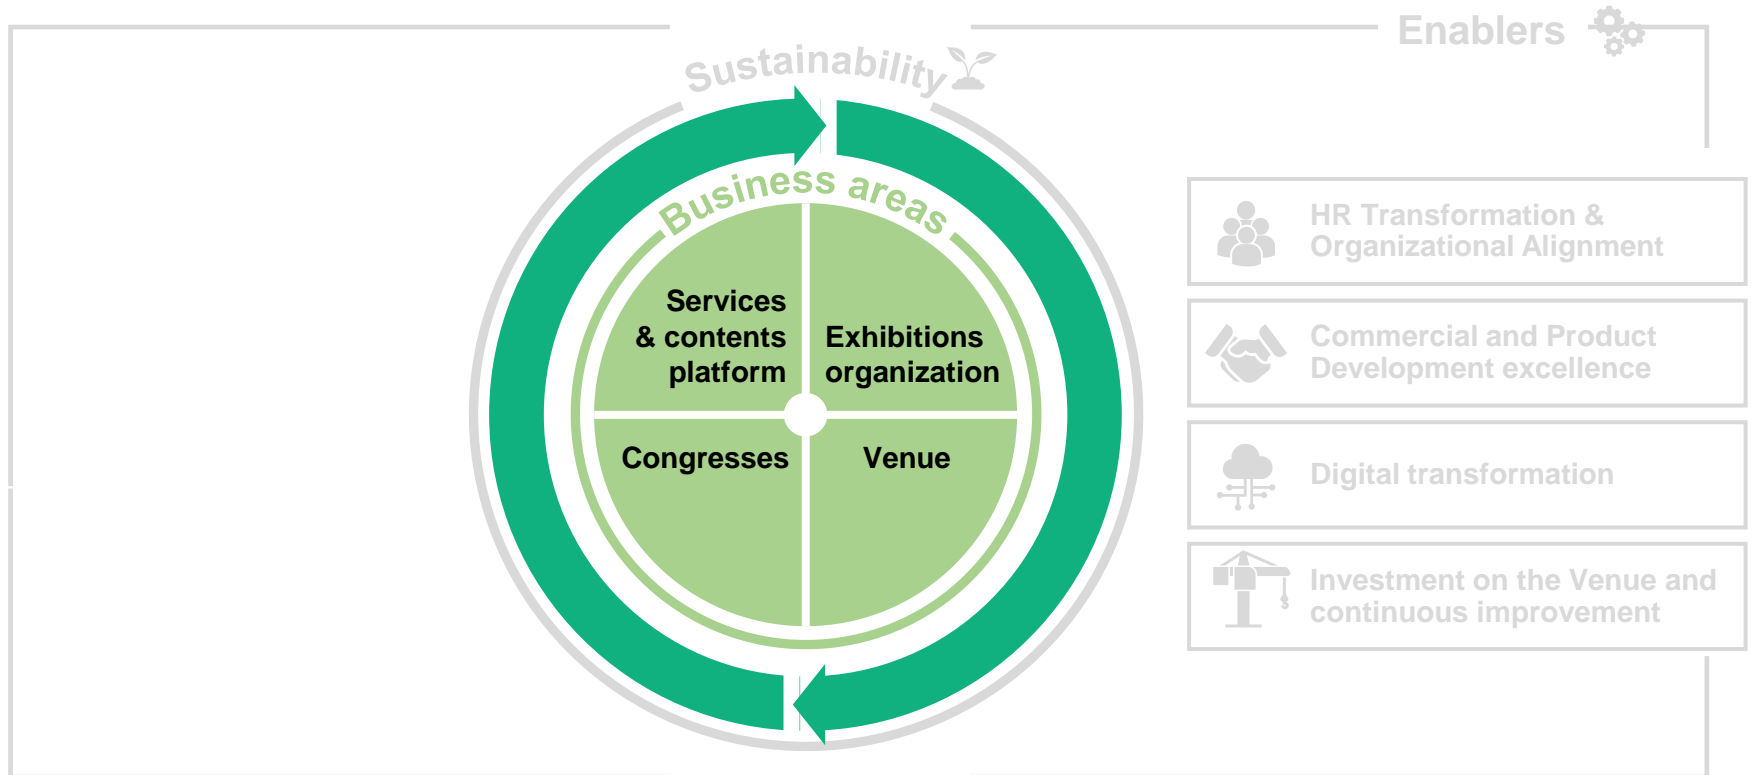 Enablers
Sustainability
Business areas
Services
& contents
platform
Exhibitions
organization
Congresses
Venue
HR Transformation &
Organizational Alignment
Commercial and Product
Development excellence
Digital transformation
Investment on the Venue and
continuous improvement